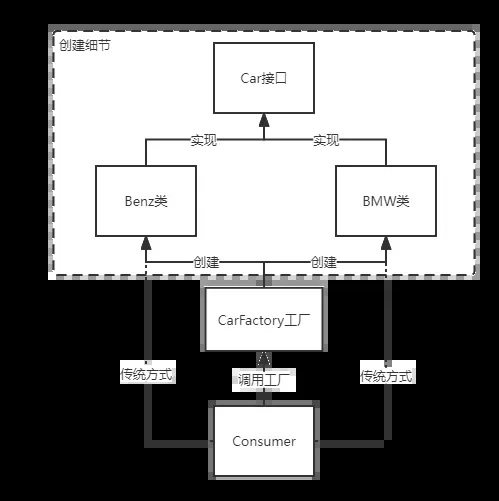 创建细节
Car接口
实现
实现
Benz类
BMW类
创建
创建
CarFactory工厂
传统方式
调用工厂
传统方式
Consumer